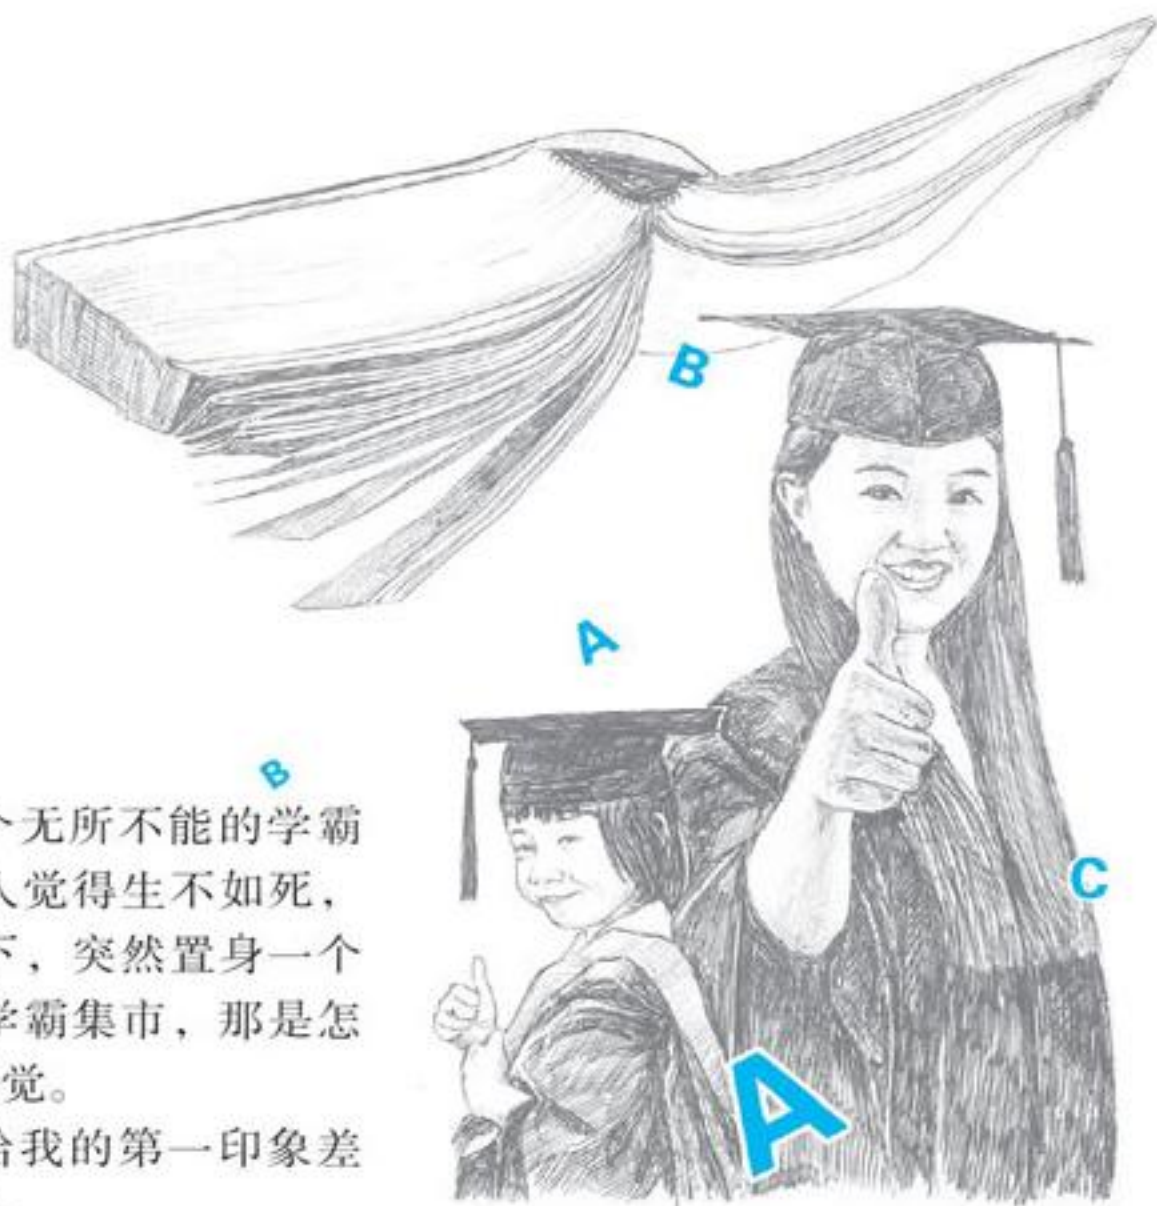 B
A
B
个无所不能的学霸
人觉得生不如死，
下，突然置身一个
学霸集市，那是怎
觉。
给我的第一印象差
C
A